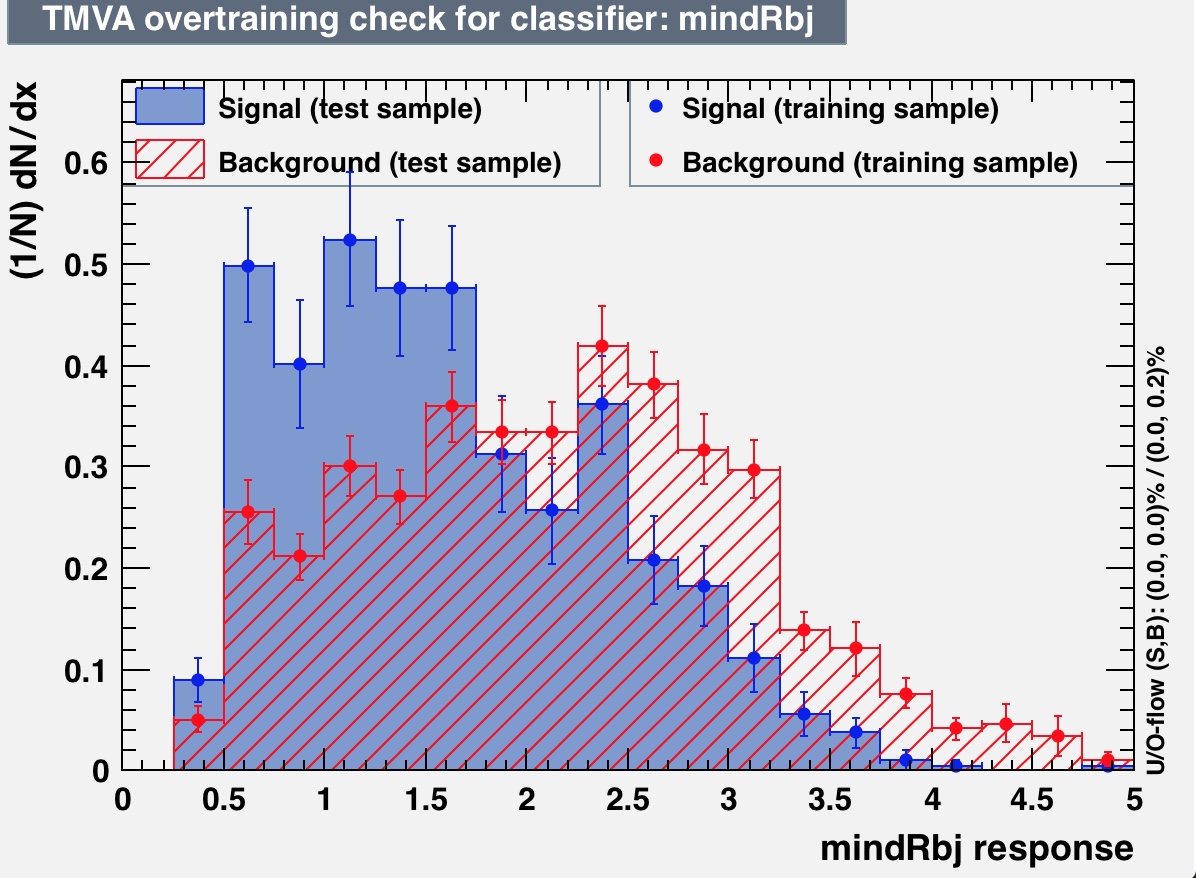 TMVA overtraining check for classifier: mindRbj
(1/N) dN/dx
Signal (test sample)
Background (test sample)
Signal (training sample)
Background (training sample)
0.6
0.5
0.4
0.3
0.2
0.1
0
0 0.5 1 1.5 2 2.5 3 3.5 4 4.5 5
mindRbj response
U/O-flow (S,B): (0.0, 0.0)% / (0.0, 0.2)%